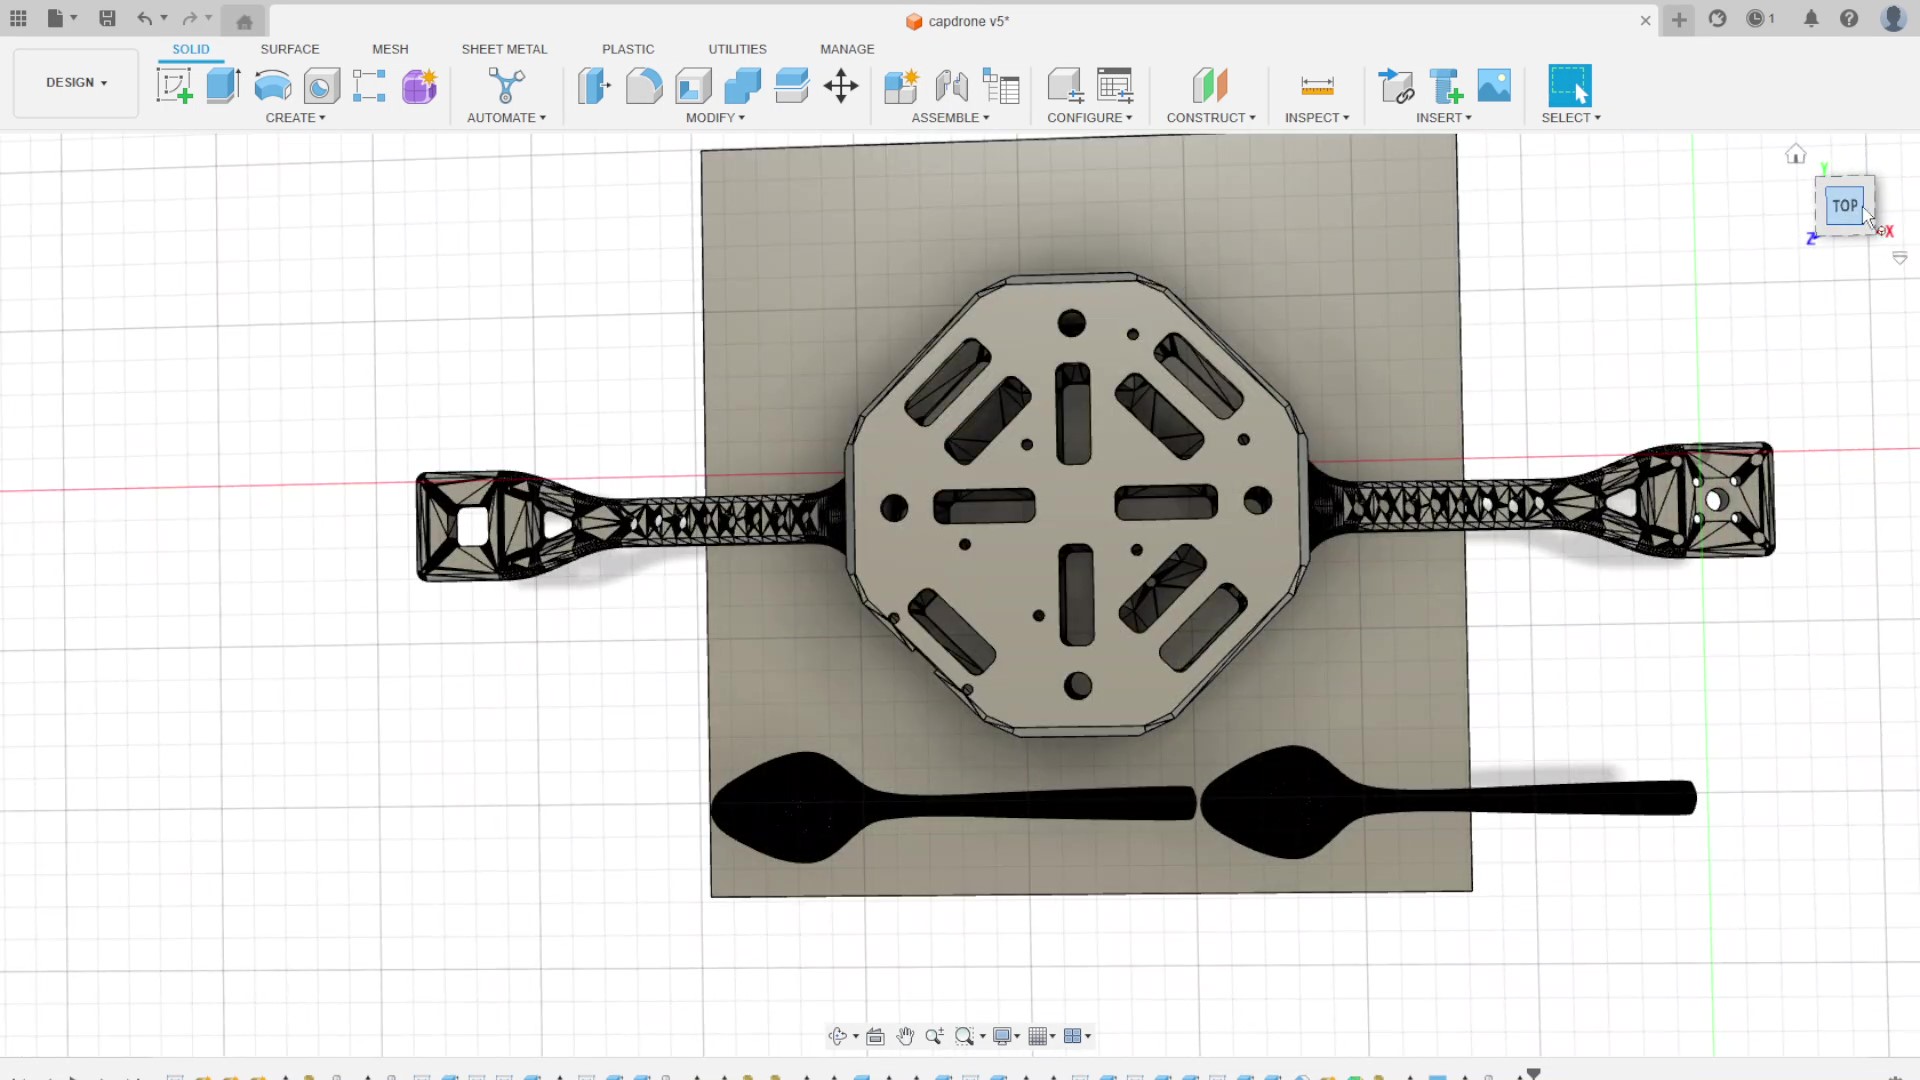 capdrone v5*
1
SOLID SURFACE MESH SHEET METAL PLASTIC UTILITIES MANAGE
DESIGN
CREATE AUTOMATE MODIFY ASSEMBLE CONFIGURE CONSTRUCT INSPECT INSERT SELECT
Y
TOP
Z X